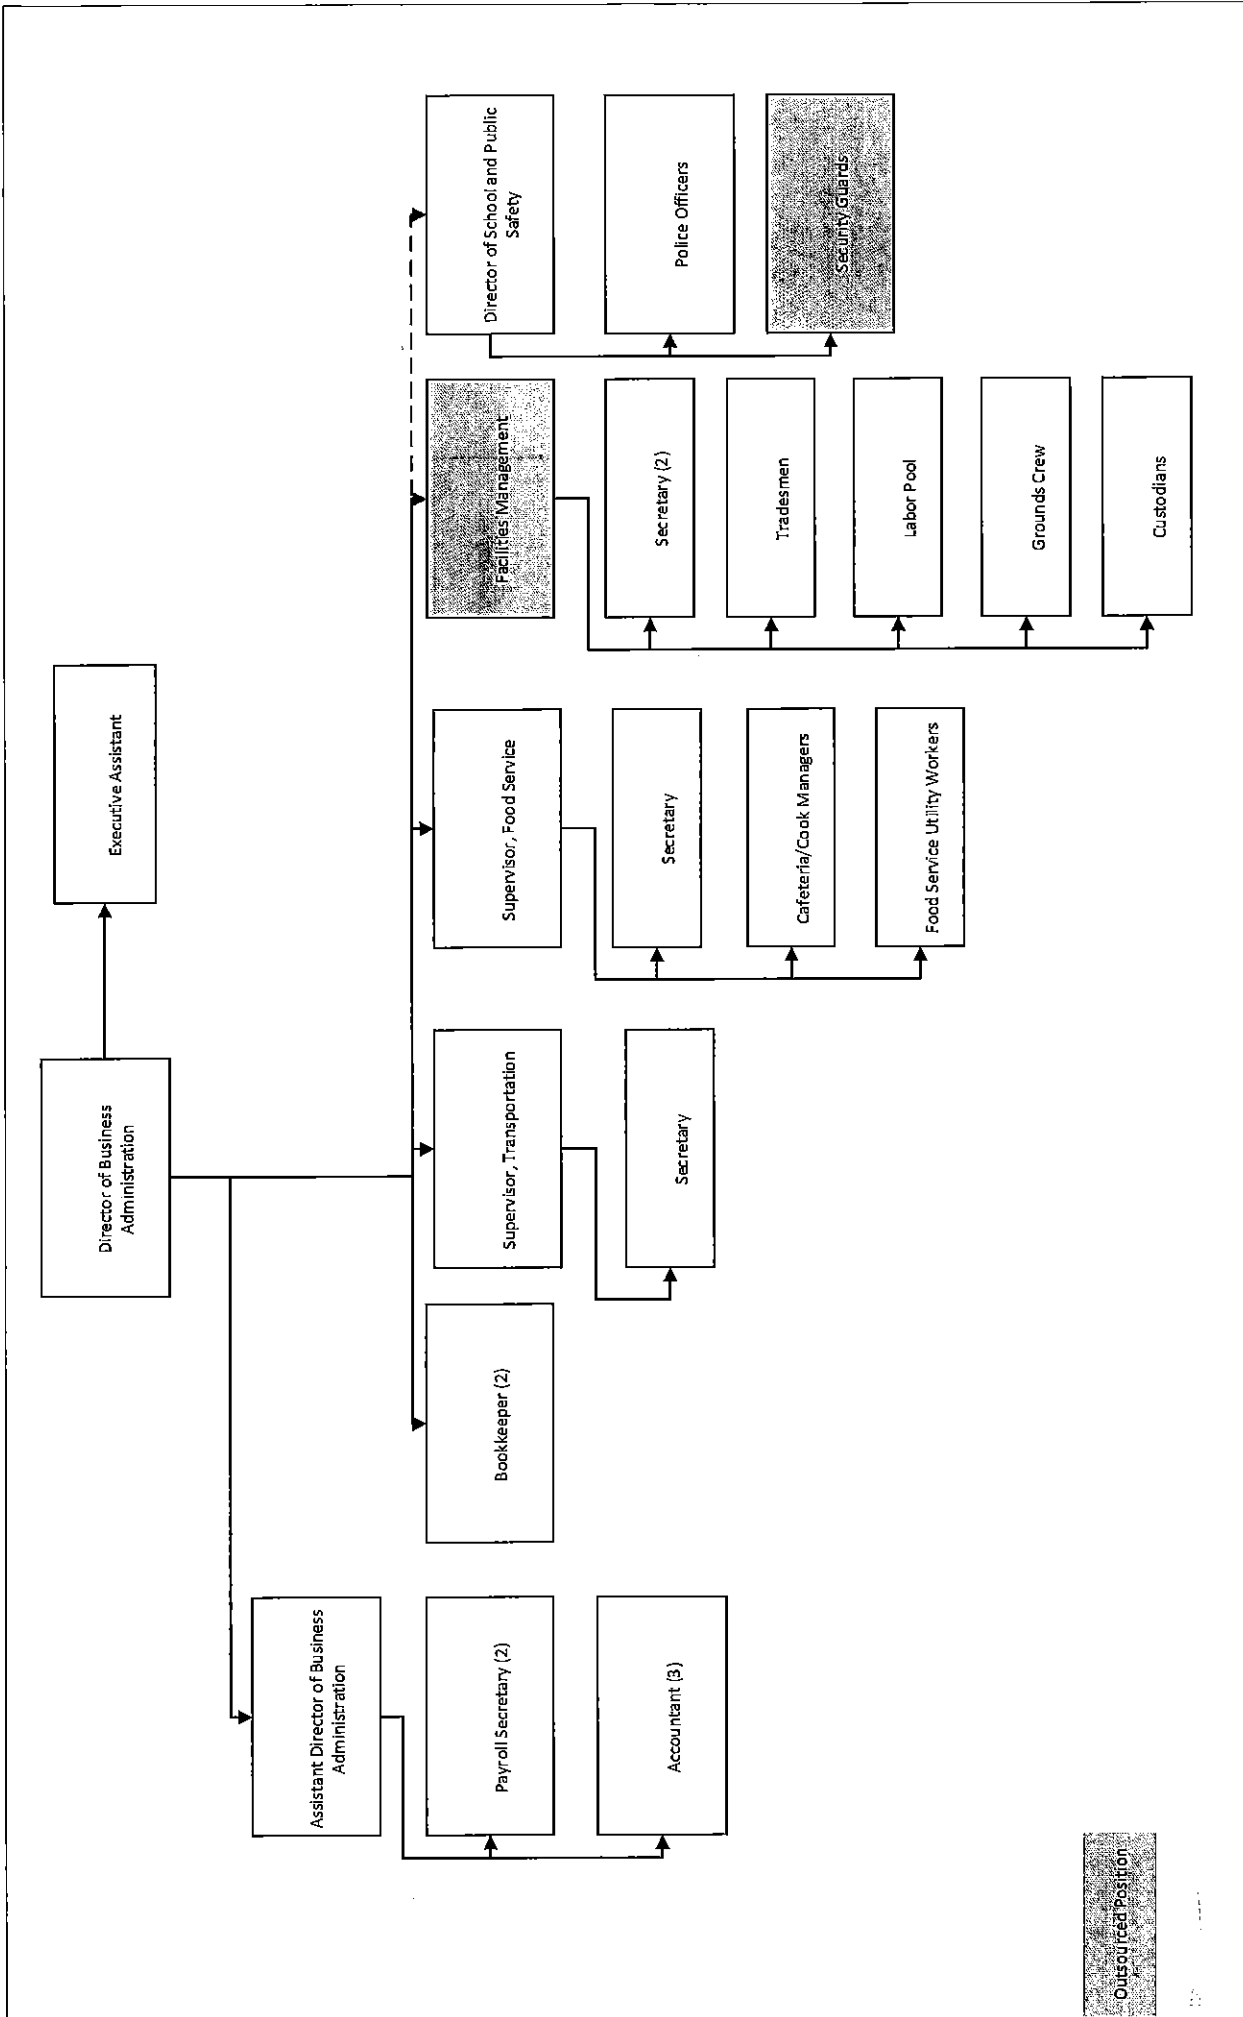 Director of Business
Administration
Executive Assistant
Assistant Director of Business
Administration
Payroll Secretary (2)
Accountant (3)
Bookkeeper (2)
Supervisor, Transportation
Secretary
Supervisor, Food Service
Secretary
Cafeteria/Cook Managers
Food Service Utility Workers
Facilities Management
Secretary (2)
Tradesmen
Labor Pool
Grounds Crew
Custodians
Director of School and Public
Safety
Police Officers
Security Guards
Outsourced Position